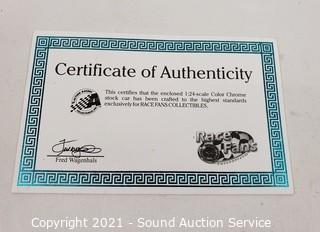 Certificate of Authenticity
This certifies that the enclosed 1:24-scale Color Chrome
stock car has been crafted to the highest standards
exclusively for RACE FANS COLLECTIBLES.
Fred Wagenhals
Race
Fans
Copyright 2021 - Sound Auction Service